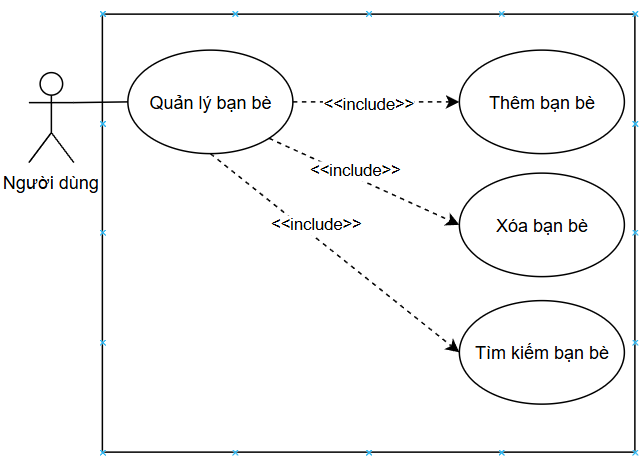 Quản lý bạn bè
<<include>>
Thêm bạn bè
Người dùng
<<include>>
Xóa bạn bè
<<include>>
Tìm kiếm bạn bè